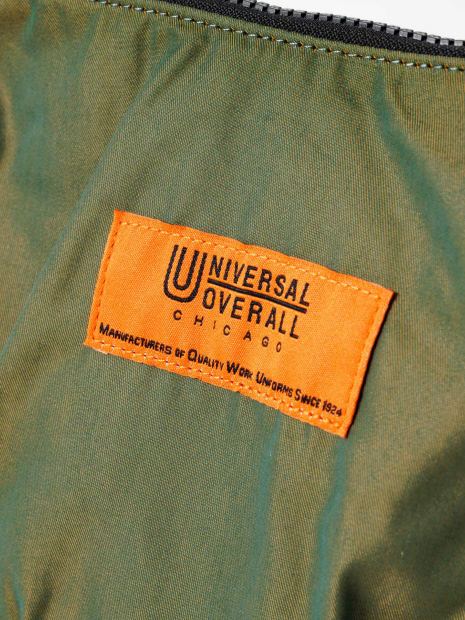 UNIVERSAL
OVERALL
CHICAGO
MANUFACTURERS OF QUALITY WORK UNIFORMS SINCE 1924